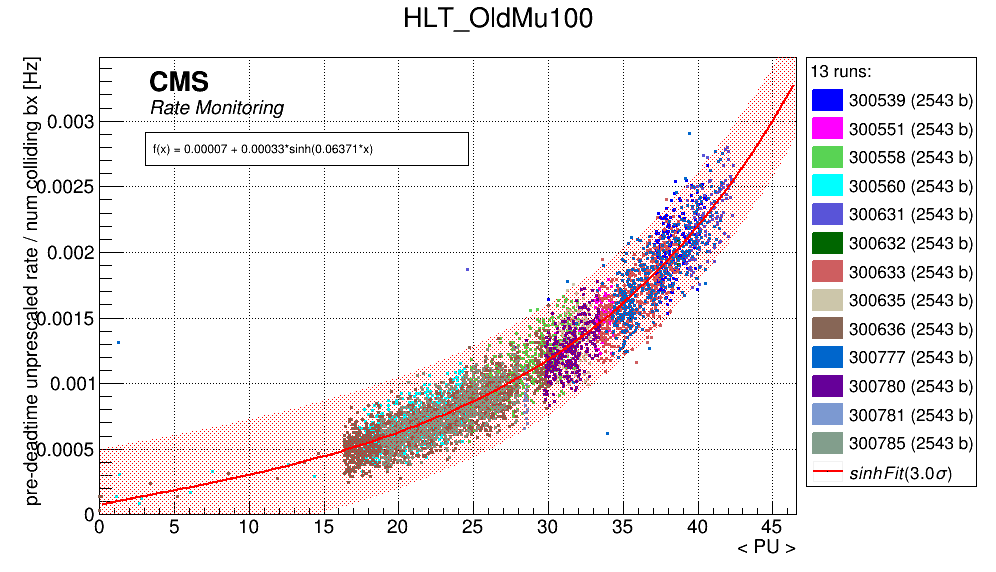 HLT_OldMu100
pre-deadtime unprescaled rate / num colliding bx [Hz]
CMS
Rate Monitoring
f(x) = 0.00007 + 0.00033*sinh(0.06371*x)
0.003
0.0025
0.002
0.0015
0.001
0.0005
0
0 5 10 15 20 25 30 35 40 45
< PU >
13 runs:
300539 (2543 b)
300551 (2543 b)
300558 (2543 b)
300560 (2543 b)
300631 (2543 b)
300632 (2543 b)
300633 (2543 b)
300635 (2543 b)
300636 (2543 b)
300777 (2543 b)
300780 (2543 b)
300781 (2543 b)
300785 (2543 b)
sinhFit(3.0σ)